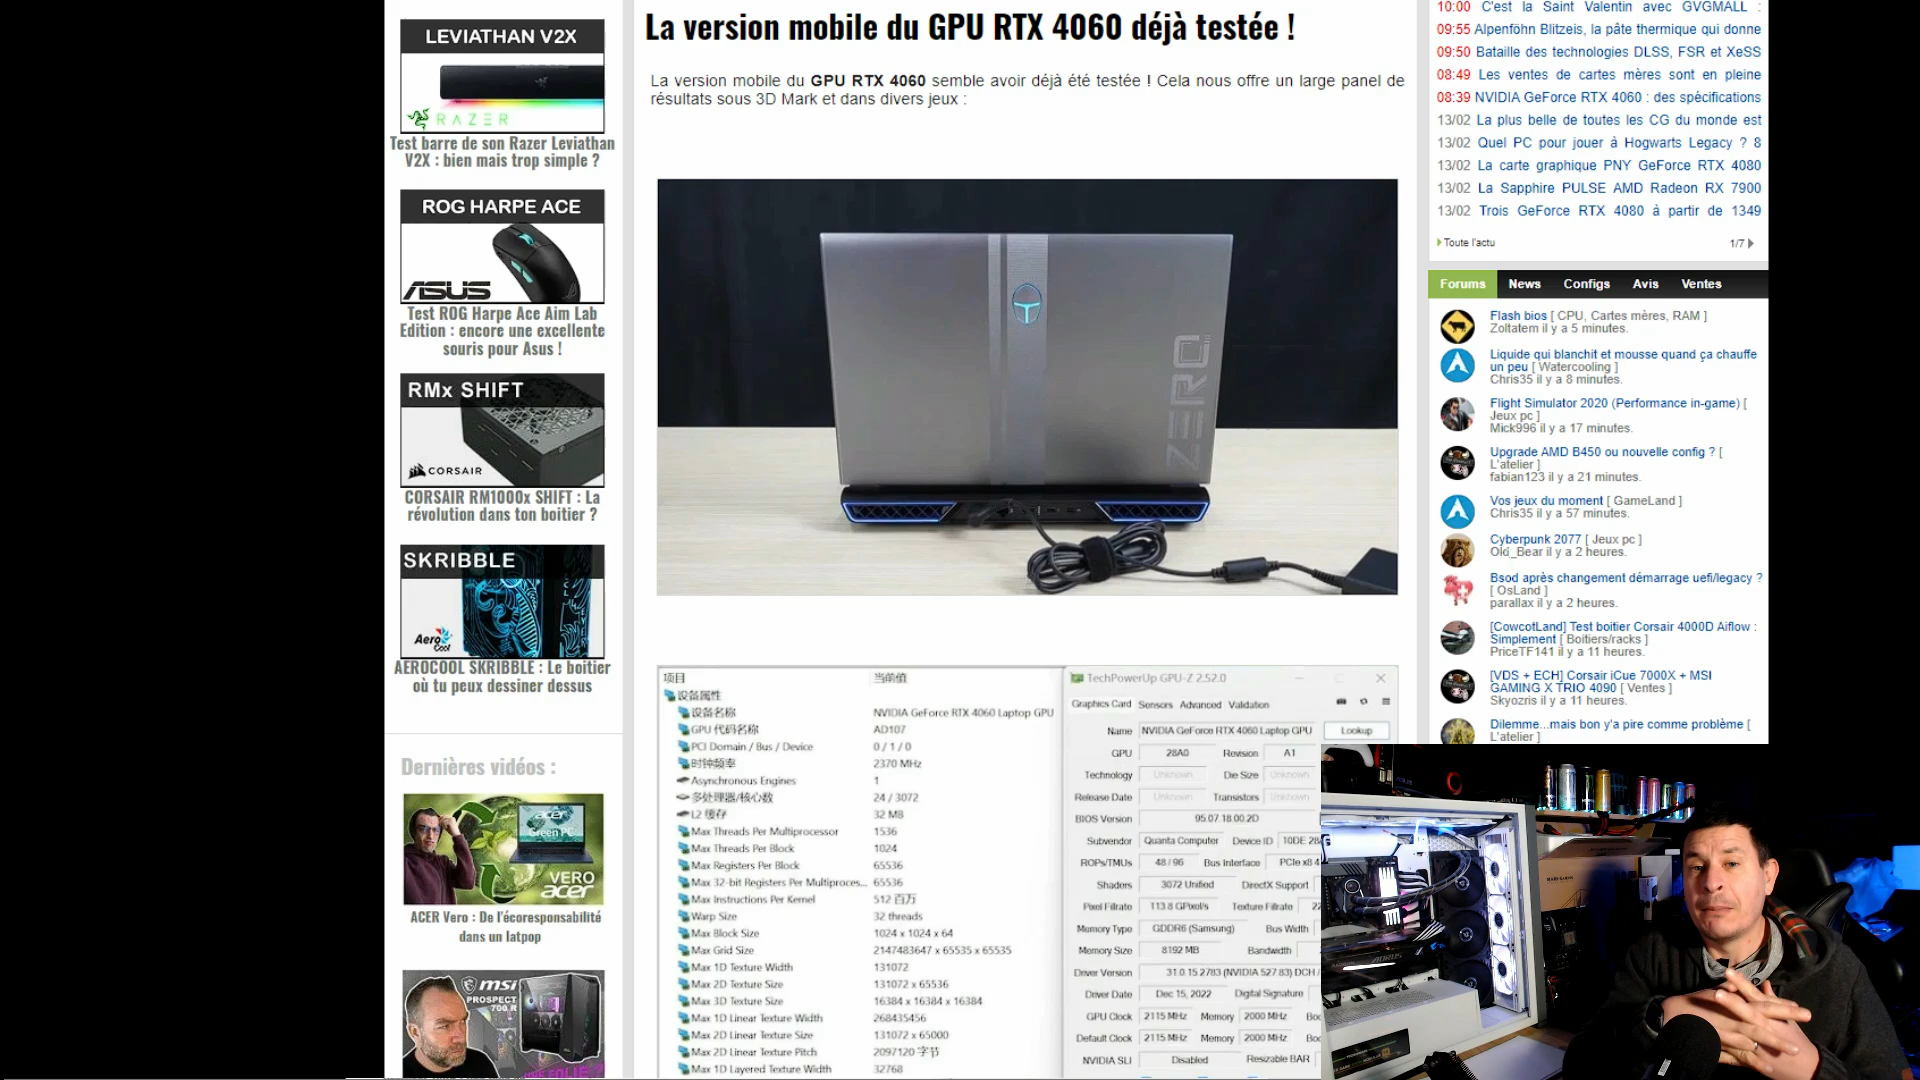 LEVIATHAN V2X
RAZER
Test barre de son Razer Leviathan
V2X : bien mais trop simple ?
ROG HARPE ACE
ASUS
Test ROG Harpe Ace Aim Lab
Edition : encore une excellente
souris pour Asus !
RMx SHIFT
CORSAIR
CORSAIR RM1000x SHIFT : La
révolution dans ton boitier ?
SKRIBBLE
Aero
Cool
AEROCOOL SKRIBBLE : Le boitier
où tu peux dessiner dessus
Dernières vidéos :
acer
Green PC
VERO
acer
ACER Vero : De l'écoresponsabilité
dans un latpop
msi
PROSPECT
700 R
La version mobile du GPU RTX 4060 déjà testée !
La version mobile du GPU RTX 4060 semble avoir déjà été testée ! Cela nous offre un large panel de
résultats sous 3D Mark et dans divers jeux :
ZERO
项目 当前值
设备属性
设备名称 NVIDIA GeForce RTX 4060 Laptop GPU
GPU 代码名称 AD107
PCI Domain / Bus / Device 0 / 1 / 0
时钟频率 2370 MHz
Asynchronous Engines 1
多处理器/核心数 24 / 3072
L2 缓存 32 MB
Max Threads Per Multiprocessor 1536
Max Threads Per Block 1024
Max Registers Per Block 65536
Max 32-bit Registers Per Multiproces... 65536
Max Instructions Per Kernel 512 百万
Warp Size 32 threads
Max Block Size 1024 x 1024 x 64
Max Grid Size 2147483647 x 65535 x 65535
Max 1D Texture Width 131072
Max 2D Texture Size 131072 x 65536
Max 3D Texture Size 16384 x 16384 x 16384
Max 1D Linear Texture Width 268435456
Max 2D Linear Texture Size 131072 x 65000
Max 2D Linear Texture Pitch 2097120 字节
Max 1D Layered Texture Width 32768
TechPowerUp GPU-Z 2.52.0
Graphics Card Sensors Advanced Validation
Name NVIDIA GeForce RTX 4060 Laptop GPU Lookup
GPU 28A0 Revision A1
Technology Unknown Die Size Unknown
Release Date Unknown Transistors Unknown
BIOS Version 95.07.18.00.2D
Subvendor Quanta Computer Device ID 10DE 28
ROPs/TMUs 48 / 96 Bus Interface PCIe x8 4
Shaders 3072 Unified DirectX Support
Pixel Fillrate 113.8 GPixel/s Texture Fillrate 22
Memory Type GDDR6 (Samsung) Bus Width
Memory Size 8192 MB Bandwidth
Driver Version 31.0.15.2783 (NVIDIA 527.83) DCH /
Driver Date Dec 15, 2022 Digital Signature
GPU Clock 2115 MHz Memory 2000 MHz Boo
Default Clock 2115 MHz Memory 2000 MHz Boo
NVIDIA SLI Disabled Resizable BAR
10:00 C'est la Saint Valentin avec GVGMALL :
09:55 Alpenföhn Blitzeis, la pâte thermique qui donne
09:50 Bataille des technologies DLSS, FSR et XeSS
08:49 Les ventes de cartes mères sont en pleine
08:39 NVIDIA GeForce RTX 4060 : des spécifications
13/02 La plus belle de toutes les CG du monde est
13/02 Quel PC pour jouer à Hogwarts Legacy ? 8
13/02 La carte graphique PNY GeForce RTX 4080
13/02 La Sapphire PULSE AMD Radeon RX 7900
13/02 Trois GeForce RTX 4080 à partir de 1349
Toute l'actu 1/7
Forums News Configs Avis Ventes
Flash bios [ CPU, Cartes mères, RAM ]
Zoltatem il y a 5 minutes.
Liquide qui blanchit et mousse quand ça chauffe
un peu [ Watercooling ]
Chris35 il y a 8 minutes.
Flight Simulator 2020 (Performance in-game) [
Jeux pc ]
Mick996 il y a 17 minutes.
Upgrade AMD B450 ou nouvelle config ? [
L'atelier ]
fabian123 il y a 21 minutes.
Vos jeux du moment [ GameLand ]
Chris35 il y a 57 minutes.
Cyberpunk 2077 [ Jeux pc ]
Oki_Bear il y a 2 heures.
Bsod après changement démarrage uefi/legacy ?
[ OsLand ]
parallax il y a 2 heures.
[CowcotLand] Test boitier Corsair 4000D Aiflow :
Simplement [ Boitiers/racks ]
PriceTF141 il y a 11 heures.
[VDS + ECH] Corsair iCue 7000X + MSI
GAMING X TRIO 4090 [ Ventes ]
Skyozris il y a 11 heures.
Dilemme...mais bon y'a pire comme problème [
L'atelier ]
AORUS